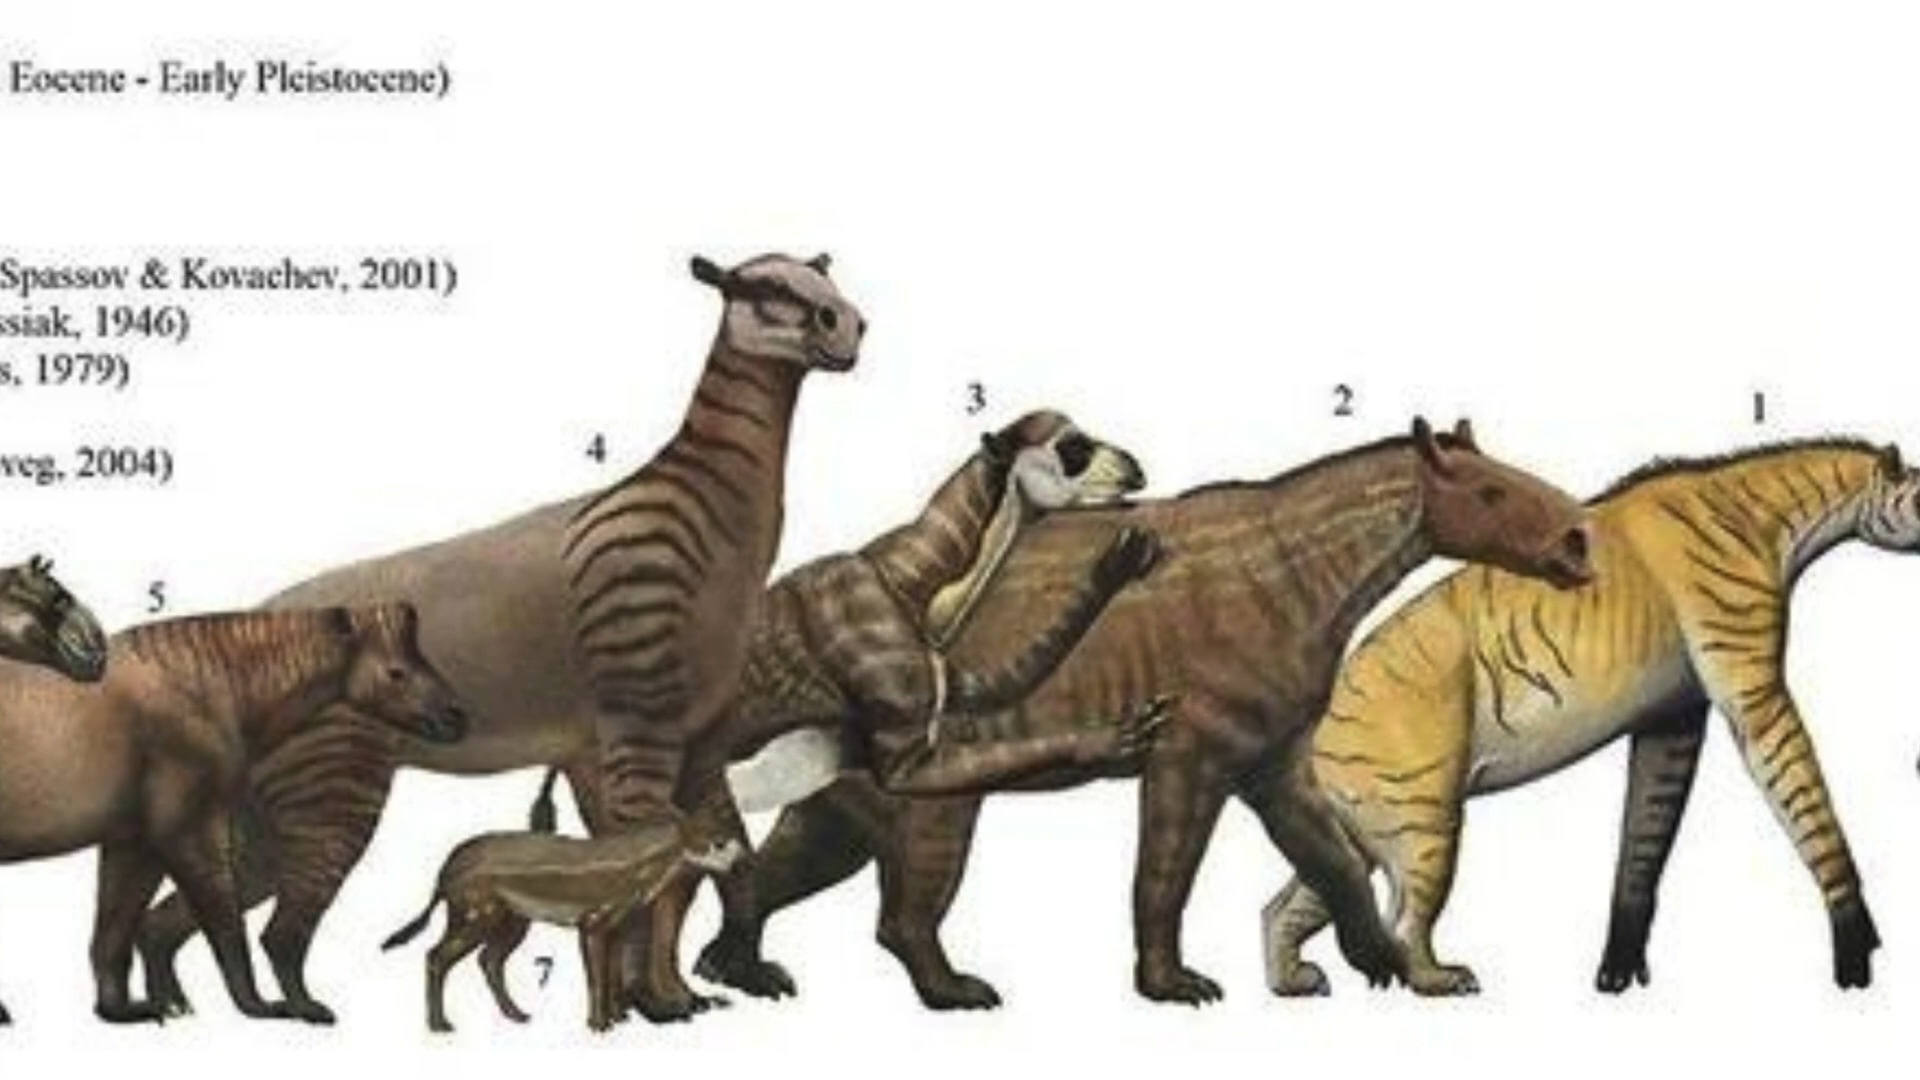 Eocene - Early Pleistocene)
Spassov & Kovachev, 2001)
ssiak, 1946)
s, 1979)
veg, 2004)
3
2
1
4
5
7